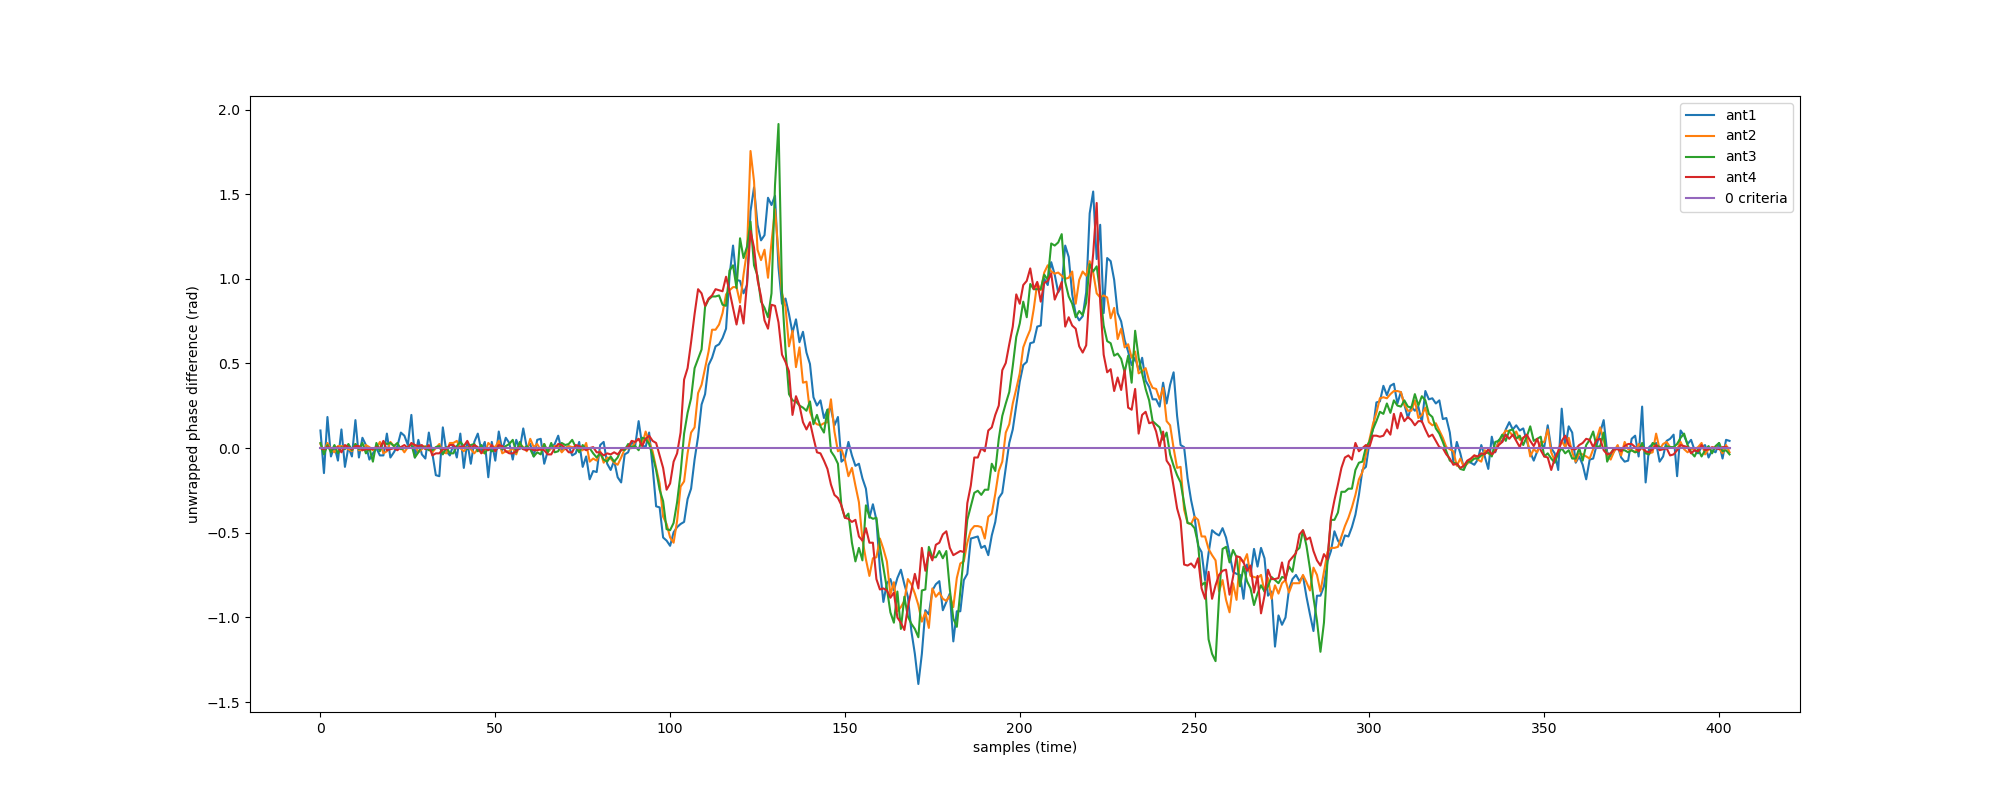 ant1
ant2
ant3
ant4
0 criteria
2.0
1.5
1.0
0.5
0.0
−0.5
−1.0
−1.5
unwrapped phase difference (rad)
0 50 100 150 200 250 300 350 400
samples (time)